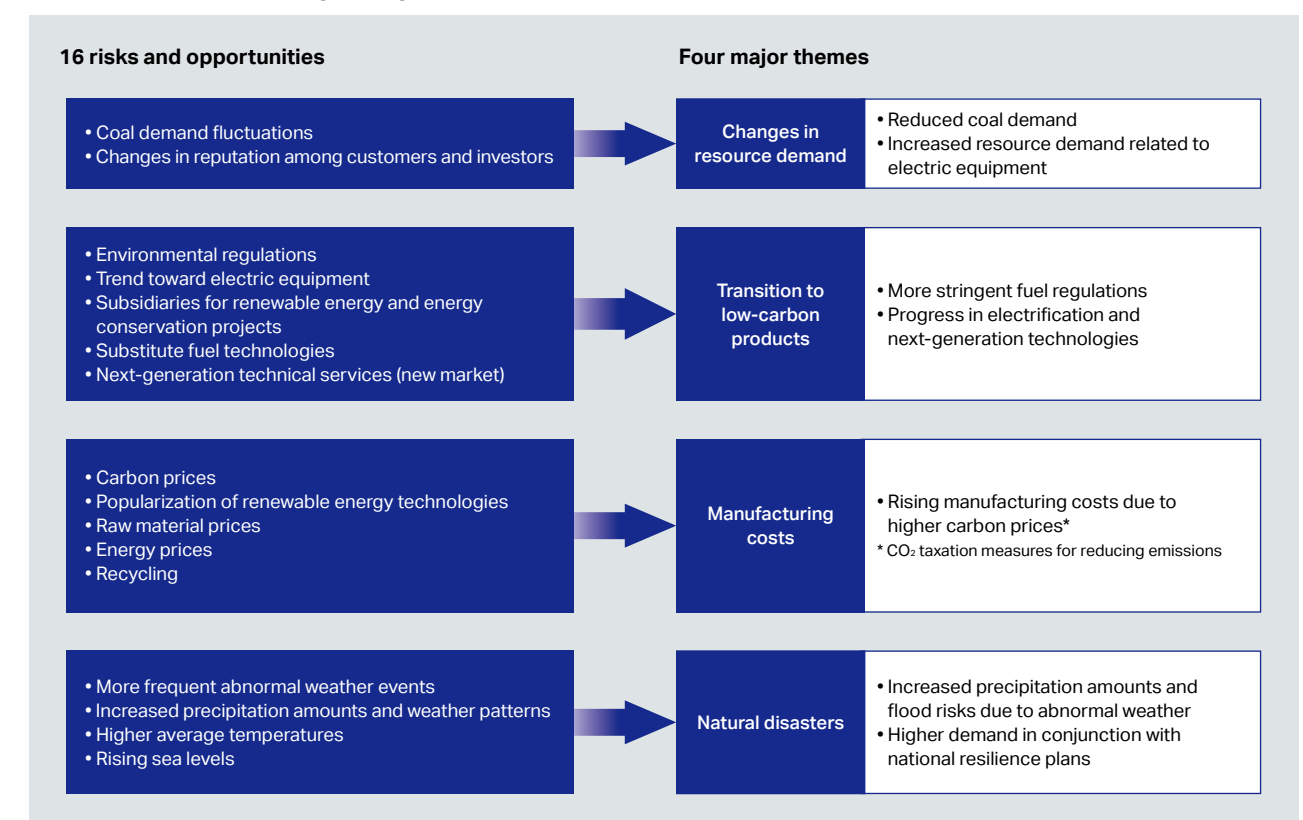 16 risks and opportunities
Four major themes
• Coal demand fluctuations
• Changes in reputation among customers and investors
Changes in
resource demand
• Reduced coal demand
• Increased resource demand related to
electric equipment
• Environmental regulations
• Trend toward electric equipment
• Subsidiaries for renewable energy and energy
conservation projects
• Substitute fuel technologies
• Next-generation technical services (new market)
Transition to
low-carbon
products
• More stringent fuel regulations
• Progress in electrification and
next-generation technologies
• Carbon prices
• Popularization of renewable energy technologies
• Raw material prices
• Energy prices
• Recycling
Manufacturing
costs
• Rising manufacturing costs due to
higher carbon prices*
* CO₂ taxation measures for reducing emissions
• More frequent abnormal weather events
• Increased precipitation amounts and weather patterns
• Higher average temperatures
• Rising sea levels
Natural disasters
• Increased precipitation amounts and
flood risks due to abnormal weather
• Higher demand in conjunction with
national resilience plans